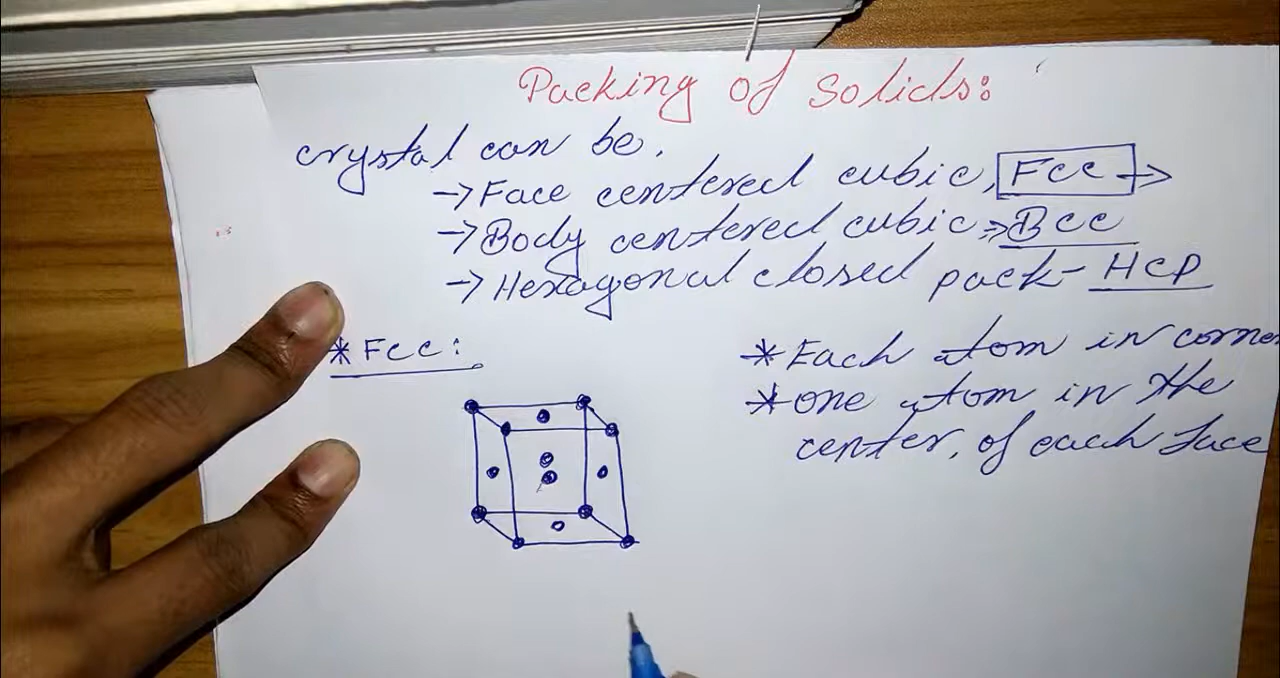 Packing of Solids:
crystal can be.
→ Face centered cubic, FCC →
→ Body centered cubic ⇒ BCC
→ Hexagonal closed pack - HCP
* FCC:
* Each atom in corne
* one atom in the
center, of each face